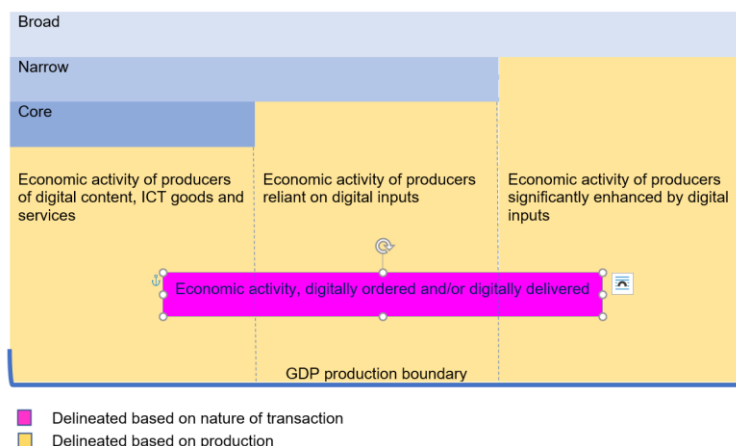 Broad
Narrow
Core
Economic activity of producers
of digital content, ICT goods and
services
Economic activity of producers
reliant on digital inputs
Economic activity of producers
significantly enhanced by digital
inputs
Economic activity, digitally ordered and/or digitally delivered
GDP production boundary
Delineated based on nature of transaction
Delineated based on production